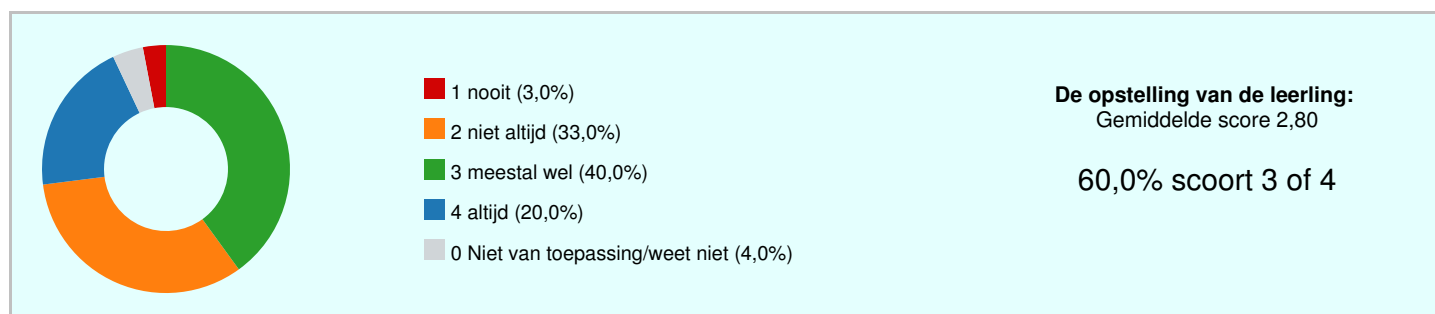 1 nooit (3,0%)
2 niet altijd (33,0%)
3 meestal wel (40,0%)
4 altijd (20,0%)
0 Niet van toepassing/weet niet (4,0%)
De opstelling van de leerling:
Gemiddelde score 2,80
60,0% scoort 3 of 4